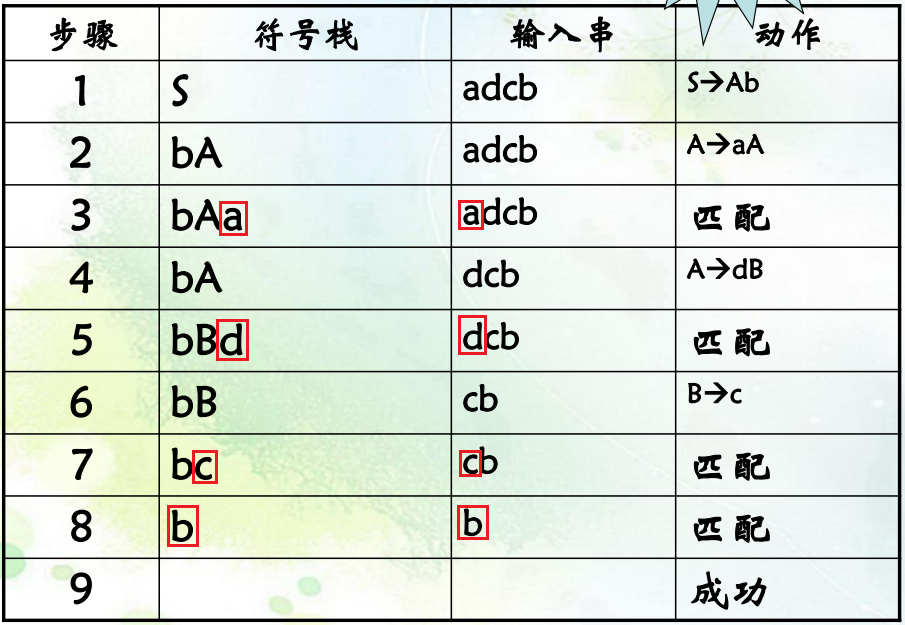 步骤 符号栈 输入串 动作
1 S adcb S→Ab
2 bA adcb A→aA
3 bAa adcb 匹配
4 bA dcb A→dB
5 bBd dcb 匹配
6 bB cb B→c
7 bc cb 匹配
8 b b 匹配
9 成功